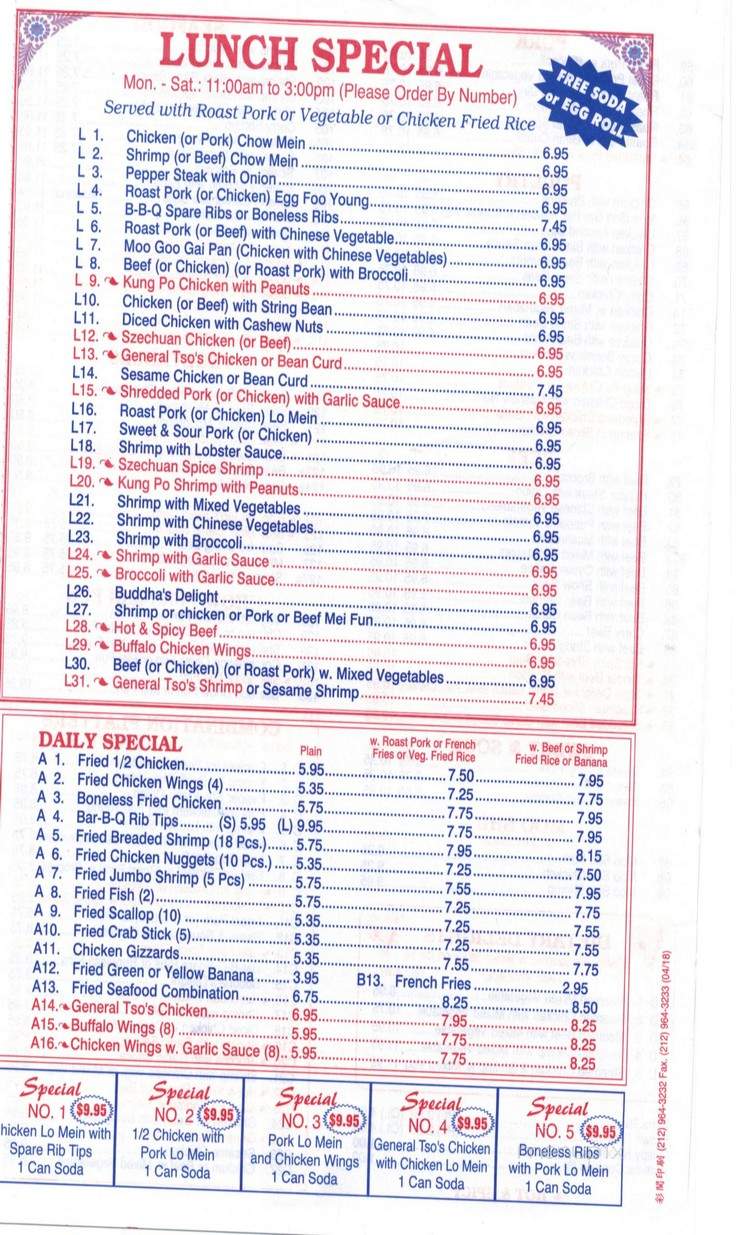 LUNCH SPECIAL
Mon. - Sat.: 11:00am to 3:00pm (Please Order By Number)
Served with Roast Pork or Vegetable or Chicken Fried Rice
FREE SODA
or EGG ROLL
L 1. Chicken (or Pork) Chow Mein 6.95
L 2. Shrimp (or Beef) Chow Mein 6.95
L 3. Pepper Steak with Onion 6.95
L 4. Roast Pork (or Chicken) Egg Foo Young 6.95
L 5. B-B-Q Spare Ribs or Boneless Ribs 7.45
L 6. Roast Pork (or Beef) with Chinese Vegetable 6.95
L 7. Moo Goo Gai Pan (Chicken with Chinese Vegetables) 6.95
L 8. Beef (or Chicken) (or Roast Pork) with Broccoli 6.95
L 9. Kung Po Chicken with Peanuts 6.95
L10. Chicken (or Beef) with String Bean 6.95
L11. Diced Chicken with Cashew Nuts 6.95
L12. Szechuan Chicken (or Beef) 6.95
L13. General Tso's Chicken or Bean Curd 6.95
L14. Sesame Chicken or Bean Curd 7.45
L15. Shredded Pork (or Chicken) with Garlic Sauce 6.95
L16. Roast Pork (or Chicken) Lo Mein 6.95
L17. Sweet & Sour Pork (or Chicken) 6.95
L18. Shrimp with Lobster Sauce 6.95
L19. Szechuan Spice Shrimp 6.95
L20. Kung Po Shrimp with Peanuts 6.95
L21. Shrimp with Mixed Vegetables 6.95
L22. Shrimp with Chinese Vegetables 6.95
L23. Shrimp with Broccoli 6.95
L24. Shrimp with Garlic Sauce 6.95
L25. Broccoli with Garlic Sauce 6.95
L26. Buddha's Delight 6.95
L27. Shrimp or chicken or Pork or Beef Mei Fun 6.95
L28. Hot & Spicy Beef 6.95
L29. Buffalo Chicken Wings 6.95
L30. Beef (or Chicken) (or Roast Pork) w. Mixed Vegetables 6.95
L31. General Tso's Shrimp or Sesame Shrimp 7.45
DAILY SPECIAL
Plain
w. Roast Pork or French
Fries or Veg. Fried Rice
w. Beef or Shrimp
Fried Rice or Banana
A 1. Fried 1/2 Chicken 5.95 7.50 7.95
A 2. Fried Chicken Wings (4) 5.35 7.25 7.75
A 3. Boneless Fried Chicken 5.75 7.75 7.95
A 4. Bar-B-Q Rib Tips (S) 5.95 (L) 9.95 7.75 7.95
A 5. Fried Breaded Shrimp (18 Pcs.) 5.75 7.95 8.15
A 6. Fried Chicken Nuggets (10 Pcs.) 5.35 7.25 7.50
A 7. Fried Jumbo Shrimp (5 Pcs) 5.75 7.55 7.95
A 8. Fried Fish (2) 5.75 7.25 7.75
A 9. Fried Scallop (10) 5.35 7.25 7.55
A10. Fried Crab Stick (5) 5.35 7.25 7.55
A11. Chicken Gizzards 5.35 7.55 7.75
A12. Fried Green or Yellow Banana 3.95 B13. French Fries 2.95
A13. Fried Seafood Combination 6.75 8.25 8.50
A14. General Tso's Chicken 6.95 7.95 8.25
A15. Buffalo Wings (8) 5.95 7.75 8.25
A16. Chicken Wings w. Garlic Sauce (8) 5.95 7.75 8.25
Special
NO. 1 $9.95
hicken Lo Mein with
Spare Rib Tips
1 Can Soda
Special
NO. 2 $9.95
1/2 Chicken with
Pork Lo Mein
1 Can Soda
Special
NO. 3 $9.95
Pork Lo Mein
and Chicken Wings
1 Can Soda
Special
NO. 4 $9.95
General Tso's Chicken
with Chicken Lo Mein
1 Can Soda
Special
NO. 5 $9.95
Boneless Ribs
with Pork Lo Mein
1 Can Soda
(212) 964-3232 Fax. (212) 964-3233 (04/18)